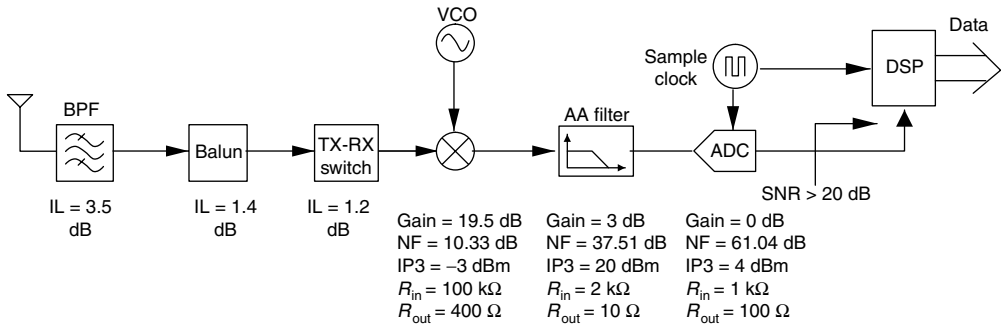 VCO
Data
Sample
clock
DSP
BPF
Balun
TX-RX
switch
AA filter
ADC
SNR > 20 dB
IL = 3.5
dB
IL = 1.4
dB
IL = 1.2
dB
Gain = 19.5 dB
NF = 10.33 dB
IP3 = −3 dBm
Rin = 100 kΩ
Rout = 400 Ω
Gain = 3 dB
NF = 37.51 dB
IP3 = 20 dBm
Rin = 2 kΩ
Rout = 10 Ω
Gain = 0 dB
NF = 61.04 dB
IP3 = 4 dBm
Rin = 1 kΩ
Rout = 100 Ω